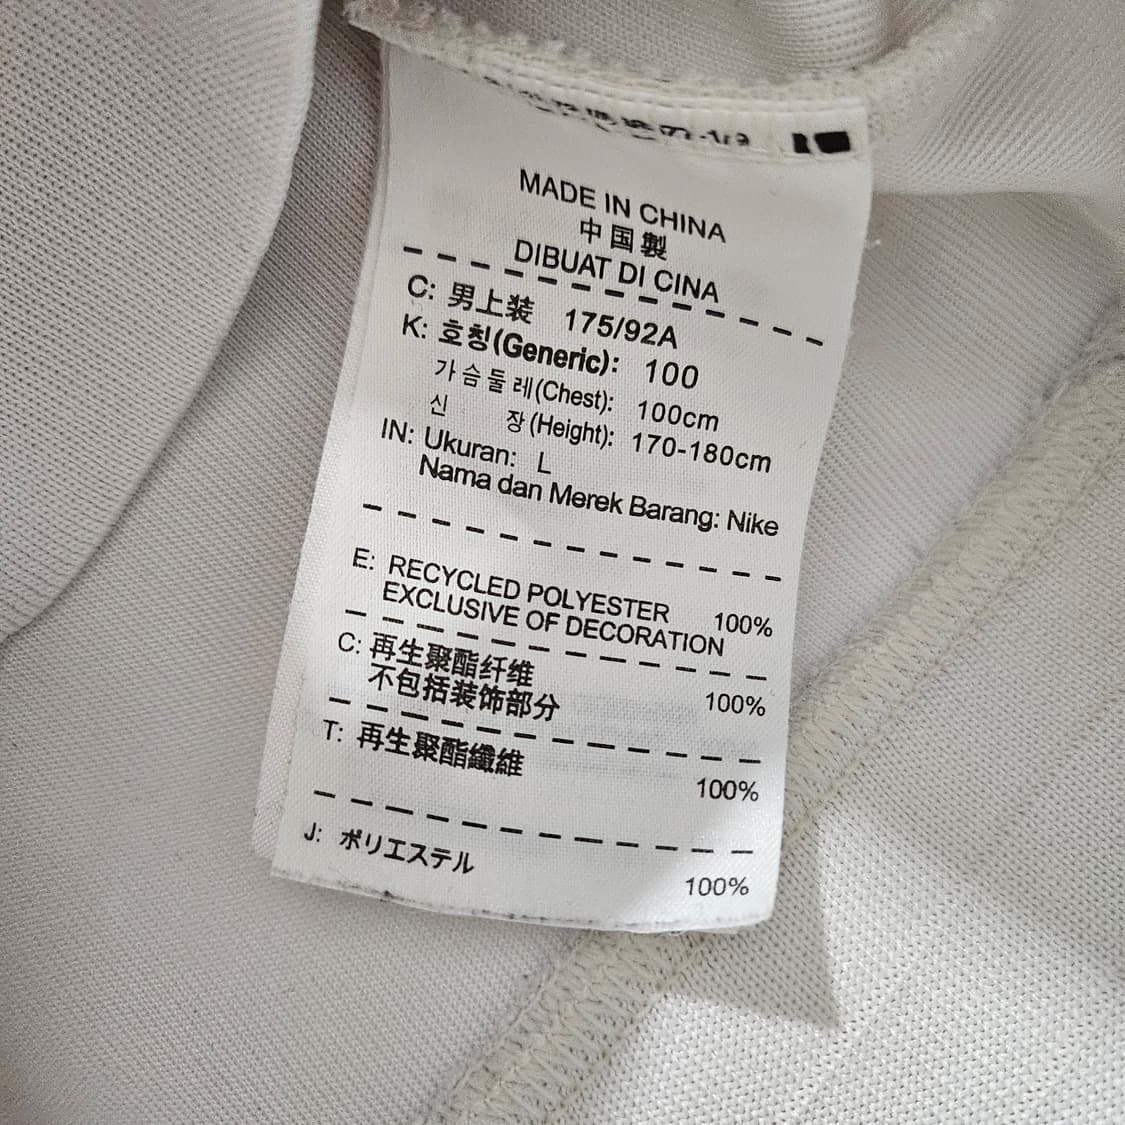 MADE IN CHINA
中国製
DIBUAT DI CINA
C: 男上装 175/92A
K: 호칭(Generic): 100
가슴둘레(Chest): 100cm
신 장(Height): 170-180cm
IN: Ukuran: L
Nama dan Merek Barang: Nike
E: RECYCLED POLYESTER 100%
EXCLUSIVE OF DECORATION
C: 再生聚酯纤维 100%
不包括装饰部分
T: 再生聚酯纖維 100%
J: ポリエステル 100%